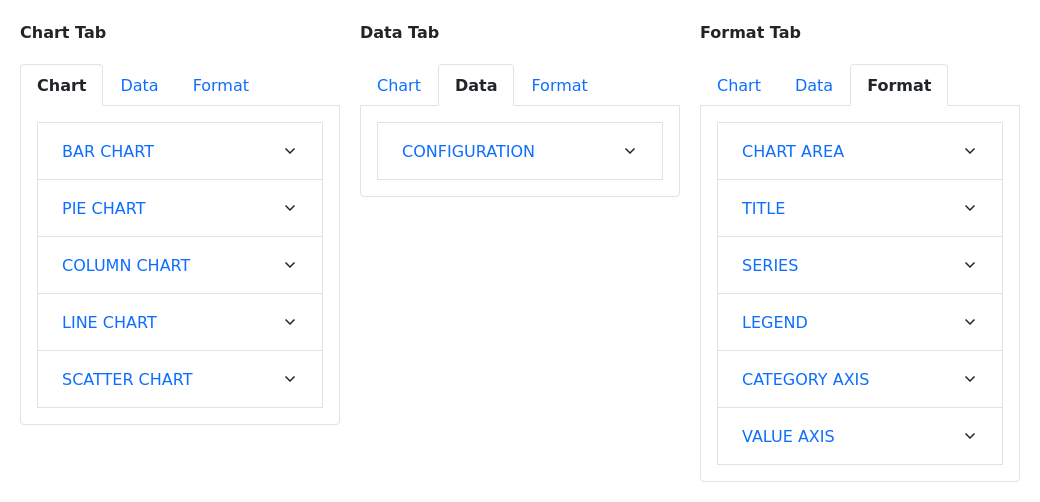 Chart Tab
Chart Data Format
BAR CHART
PIE CHART
COLUMN CHART
LINE CHART
SCATTER CHART
Data Tab
Chart Data Format
CONFIGURATION
Format Tab
Chart Data Format
CHART AREA
TITLE
SERIES
LEGEND
CATEGORY AXIS
VALUE AXIS